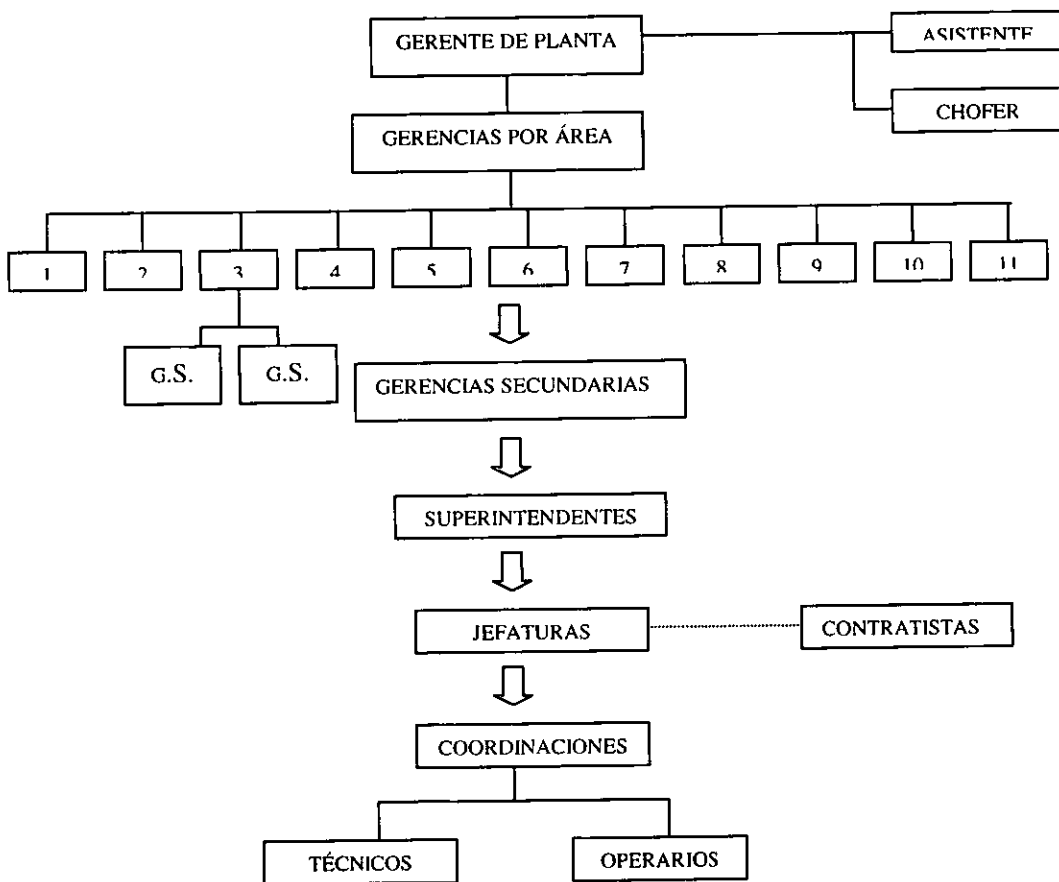 GERENTE DE PLANTA
ASISTENTE
CHOFER
GERENCIAS POR ÁREA
1 2 3 4 5 6 7 8 9 10 11
G.S. G.S.
GERENCIAS SECUNDARIAS
SUPERINTENDENTES
JEFATURAS
CONTRATISTAS
COORDINACIONES
TÉCNICOS
OPERARIOS